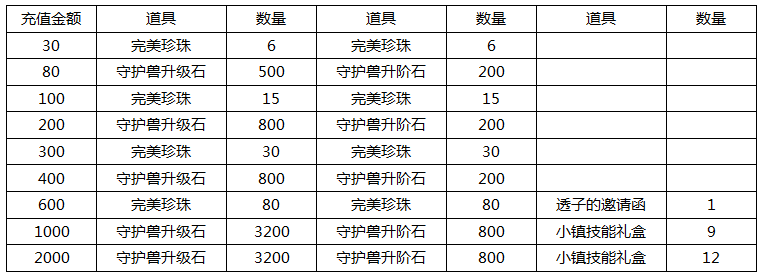 充值金额 道具 数量 道具 数量 道具 数量
30 完美珍珠 6 完美珍珠 6
80 守护兽升级石 500 守护兽升阶石 200
100 完美珍珠 15 完美珍珠 15
200 守护兽升级石 800 守护兽升阶石 200
300 完美珍珠 30 完美珍珠 30
400 守护兽升级石 800 守护兽升阶石 200
600 完美珍珠 80 完美珍珠 80 透子的邀请函 1
1000 守护兽升级石 3200 守护兽升阶石 800 小镇技能礼盒 9
2000 守护兽升级石 3200 守护兽升阶石 800 小镇技能礼盒 12